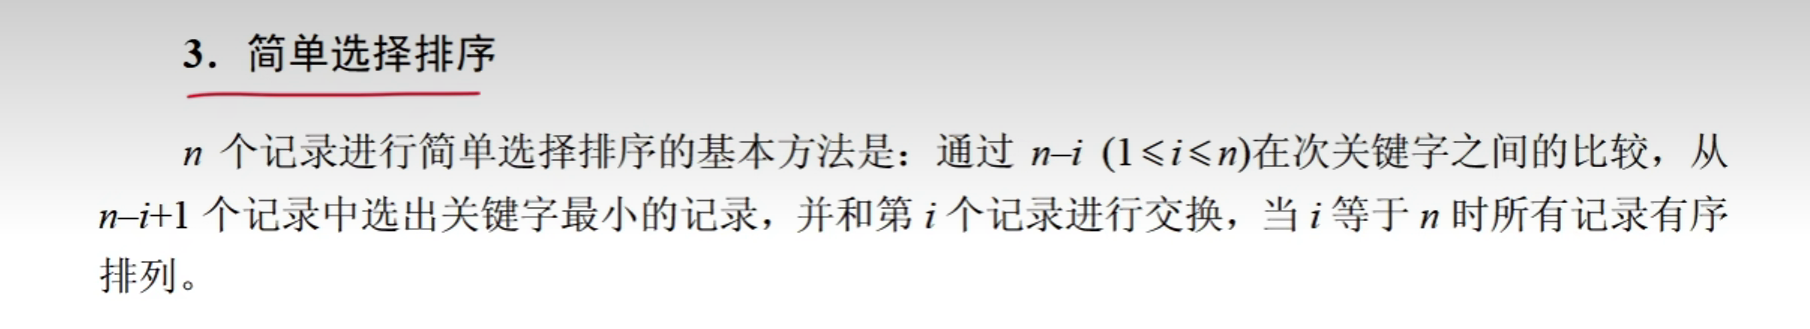 3. 简单选择排序
n 个记录进行简单选择排序的基本方法是：通过 n–i (1≤i≤n)在次关键字之间的比较，从
n–i+1 个记录中选出关键字最小的记录，并和第 i 个记录进行交换，当 i 等于 n 时所有记录有序
排列。